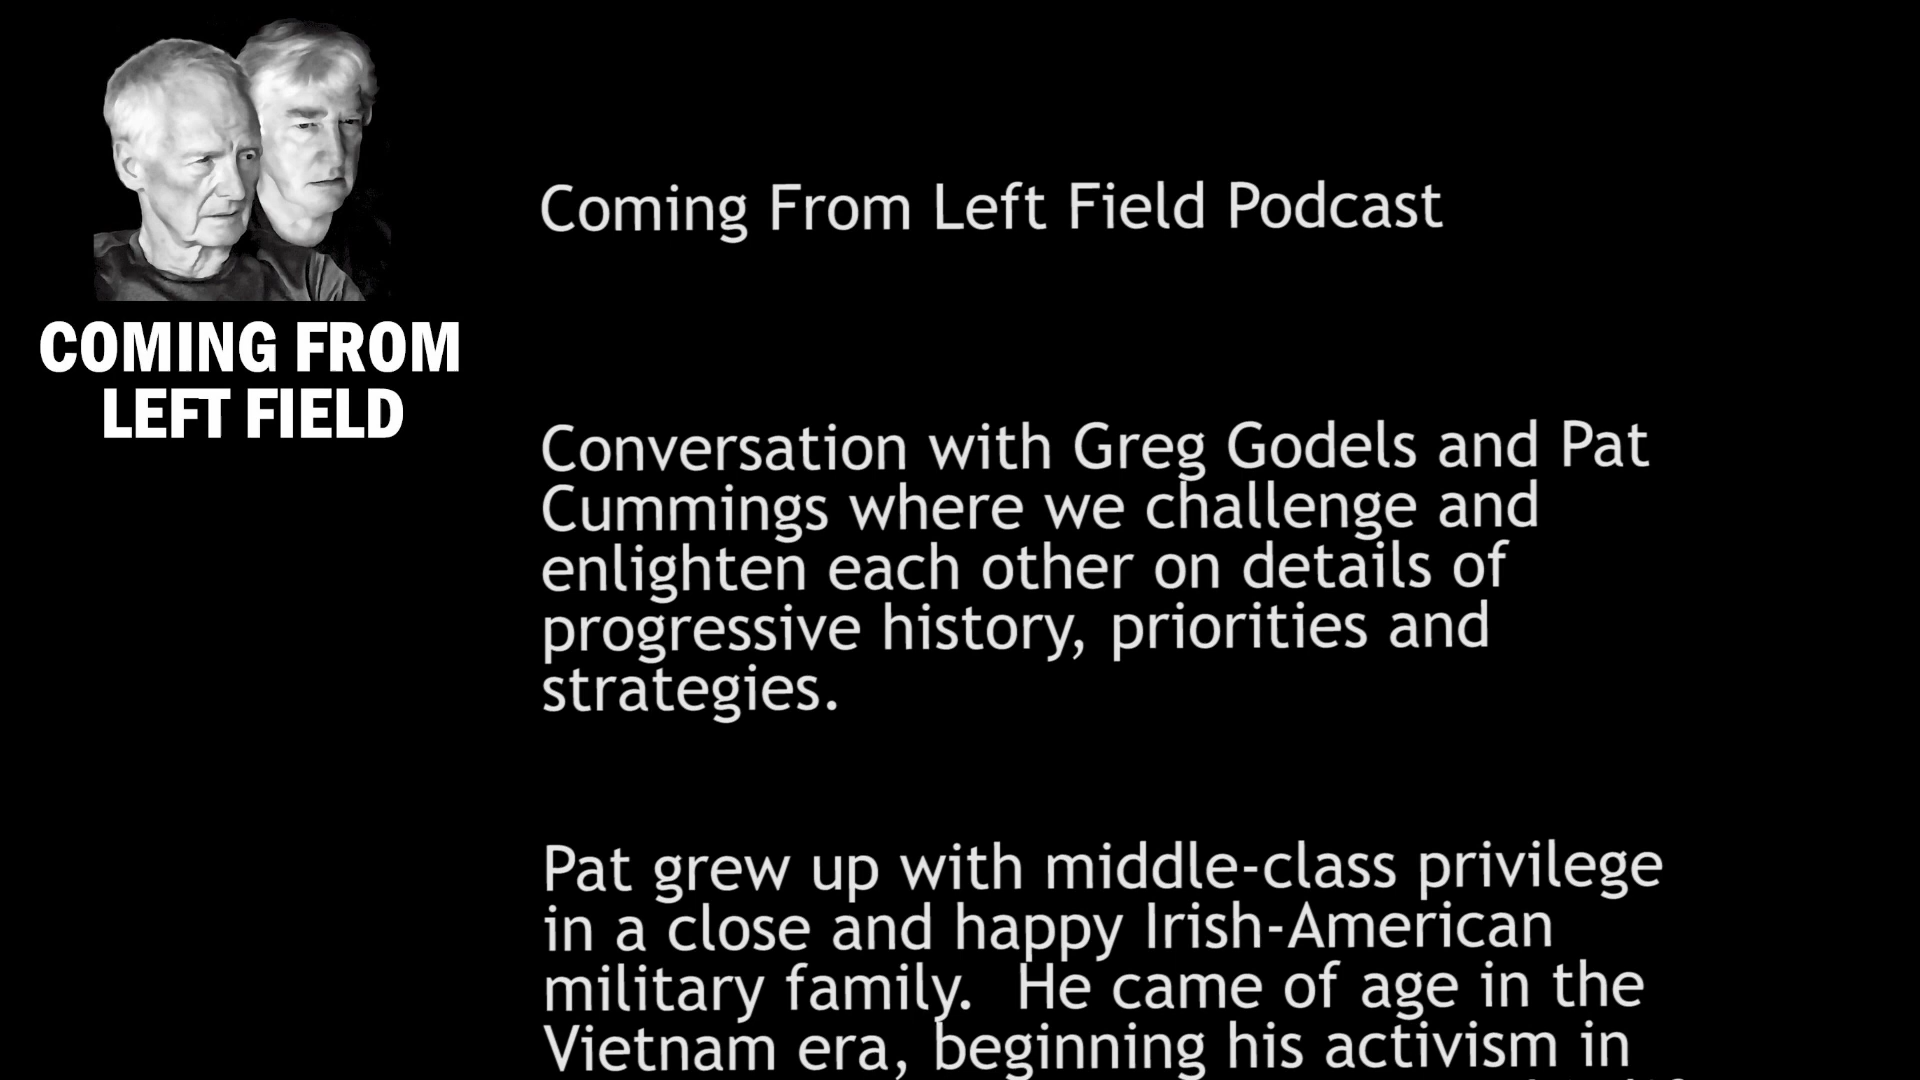 COMING FROM
LEFT FIELD
Coming From Left Field Podcast
Conversation with Greg Godels and Pat
Cummings where we challenge and
enlighten each other on details of
progressive history, priorities and
strategies.
Pat grew up with middle-class privilege
in a close and happy Irish-American
military family.  He came of age in the
Vietnam era, beginning his activism in